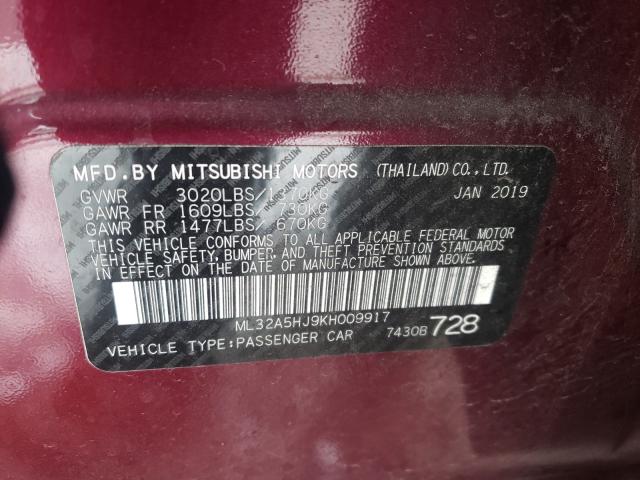 MFD.BY MITSUBISHI MOTORS (THAILAND)CO.,LTD.
GVWR 3020LBS/1370KG JAN 2019
GAWR FR 1609LBS/730KG
GAWR RR 1477LBS/670KG
THIS VEHICLE CONFORMS TO ALL APPLICABLE FEDERAL MOTOR
VEHICLE SAFETY, BUMPER, AND THEFT PREVENTION STANDARDS
IN EFFECT ON THE DATE OF MANUFACTURE SHOWN ABOVE.
ML32A5HJ9KH009917
VEHICLE TYPE:PASSENGER CAR 7430B 728